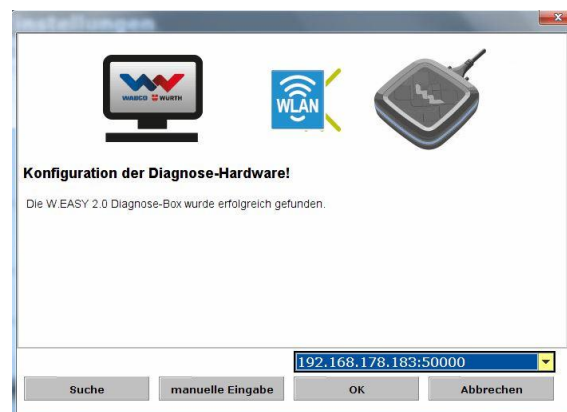 instellungen
WABCO WÜRTH
WLAN
Konfiguration der Diagnose-Hardware!
Die W.EASY 2.0 Diagnose-Box wurde erfolgreich gefunden.
192.168.178.183:50000
Suche
manuelle Eingabe
OK
Abbrechen